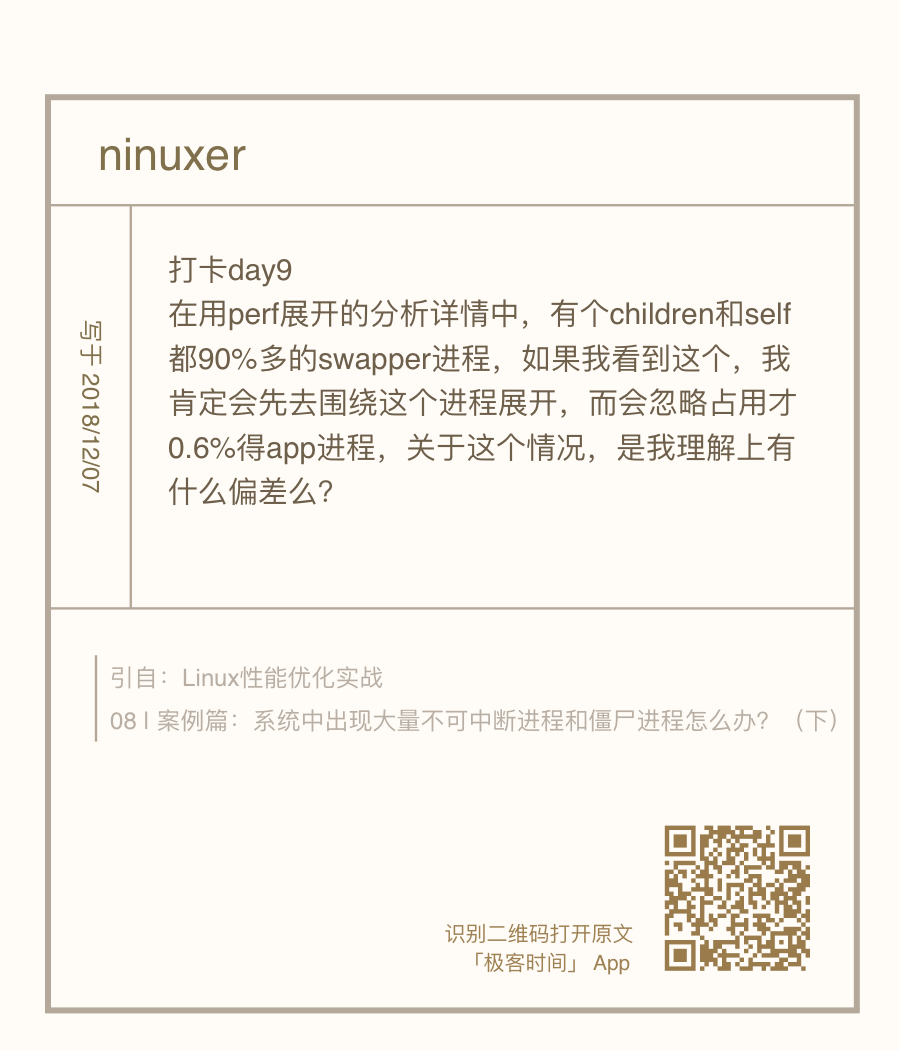 ninuxer
写于 2018/12/07
打卡day9
在用perf展开的分析详情中，有个children和self
都90%多的swapper进程，如果我看到这个，我
肯定会先去围绕这个进程展开，而会忽略占用才
0.6%得app进程，关于这个情况，是我理解上有
什么偏差么？
引自：Linux性能优化实战
08 | 案例篇：系统中出现大量不可中断进程和僵尸进程怎么办？（下）
识别二维码打开原文
「极客时间」 App